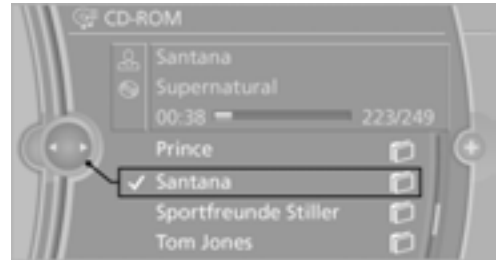 CD-ROM
Santana
Supernatural
00:38 223/249
Prince
Santana
Sportfreunde Stiller
Tom Jones